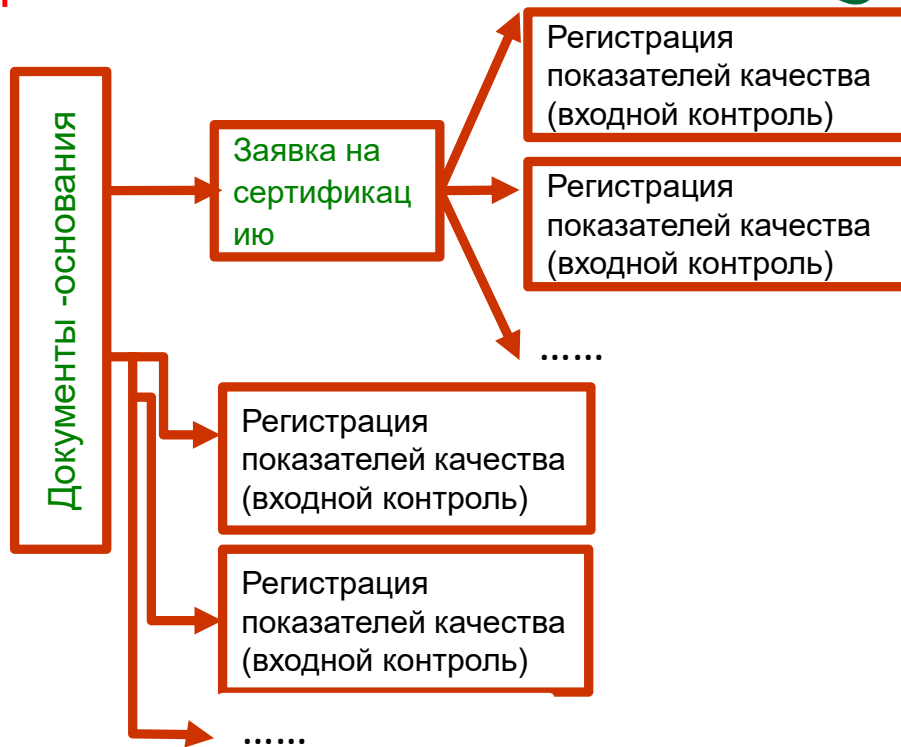 Регистрация
показателей качества
(входной контроль)
Документы -основания
Заявка на
сертификац
ию
Регистрация
показателей качества
(входной контроль)
......
Регистрация
показателей качества
(входной контроль)
Регистрация
показателей качества
(входной контроль)
......